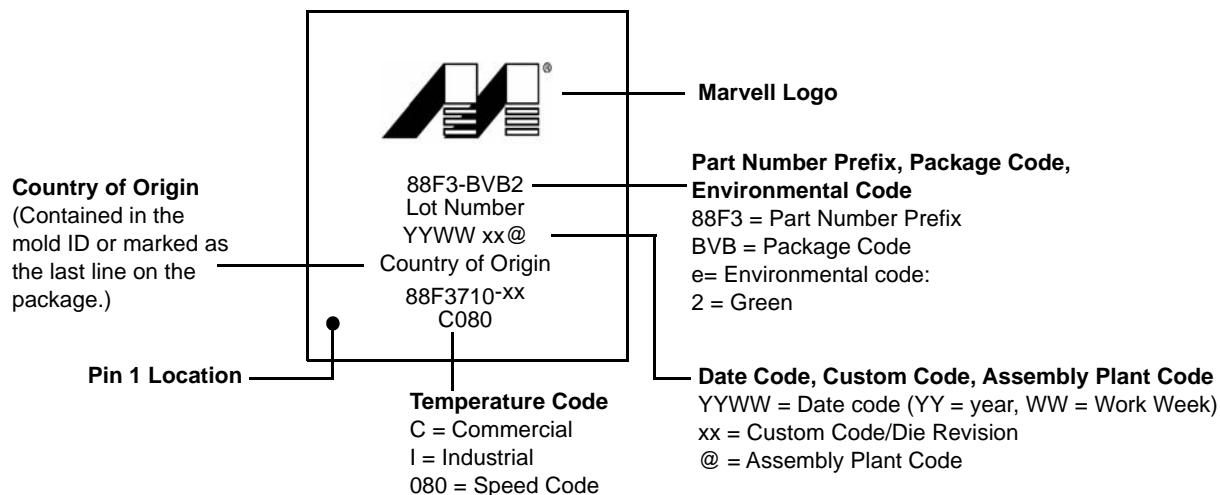 ®
Marvell Logo
88F3-BVB2
Lot Number
YYWW xx@
Country of Origin
88F3710-xx
C080
Country of Origin
(Contained in the
mold ID or marked as
the last line on the
package.)
Pin 1 Location
Part Number Prefix, Package Code,
Environmental Code
88F3 = Part Number Prefix
BVB = Package Code
e= Environmental code:
2 = Green
Temperature Code
C = Commercial
I = Industrial
080 = Speed Code
Date Code, Custom Code, Assembly Plant Code
YYWW = Date code (YY = year, WW = Work Week)
xx = Custom Code/Die Revision
@ = Assembly Plant Code